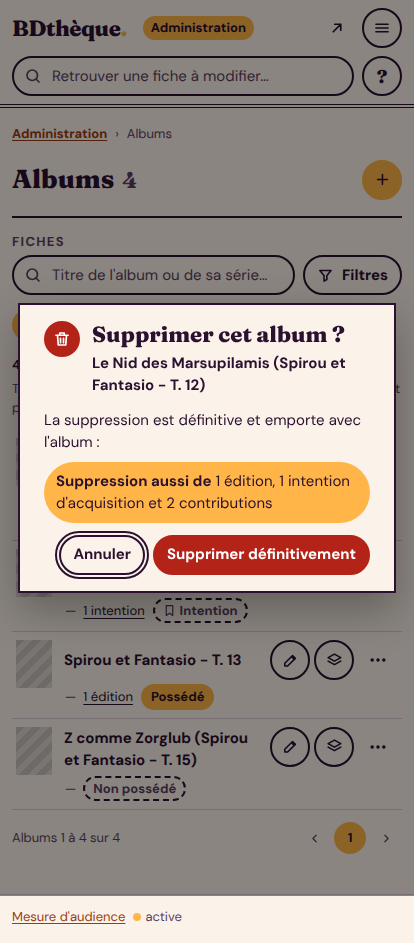 BDthèque.
Administration
Retrouver une fiche à modifier...
?
Administration › Albums
Albums 4
+
FICHES
Titre de l'album ou de sa série...
Filtres
Supprimer cet album ?
Le Nid des Marsupilamis (Spirou et
Fantasio - T. 12)
La suppression est définitive et emporte avec
l'album :
Suppression aussi de 1 édition, 1 intention
d'acquisition et 2 contributions
Annuler
Supprimer définitivement
— 1 intention Intention
Spirou et Fantasio - T. 13
— 1 édition Possédé
Z comme Zorglub (Spirou
et Fantasio - T. 15)
— Non possédé
Albums 1 à 4 sur 4
‹ 1 ›
Mesure d'audience active